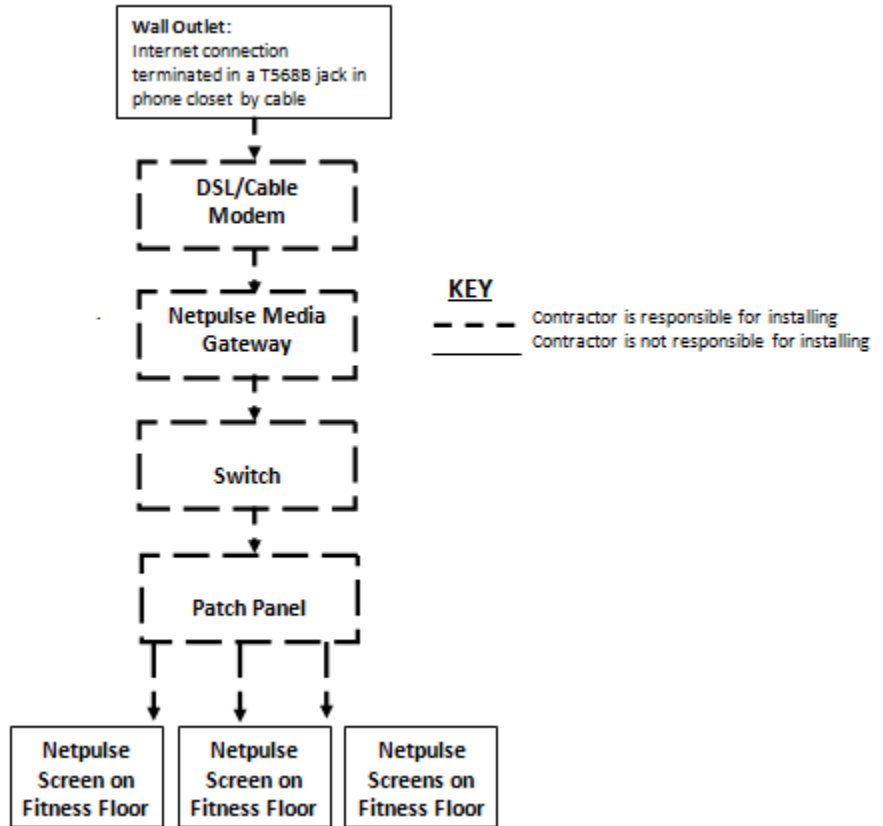 Wall Outlet:
Internet connection
terminated in a T568B jack in
phone closet by cable
DSL/Cable
Modem
Netpulse Media
Gateway
KEY
Contractor is responsible for installing
Contractor is not responsible for installing
Switch
Patch Panel
Netpulse
Screen on
Fitness Floor
Netpulse
Screen on
Fitness Floor
Netpulse
Screens on
Fitness Floor